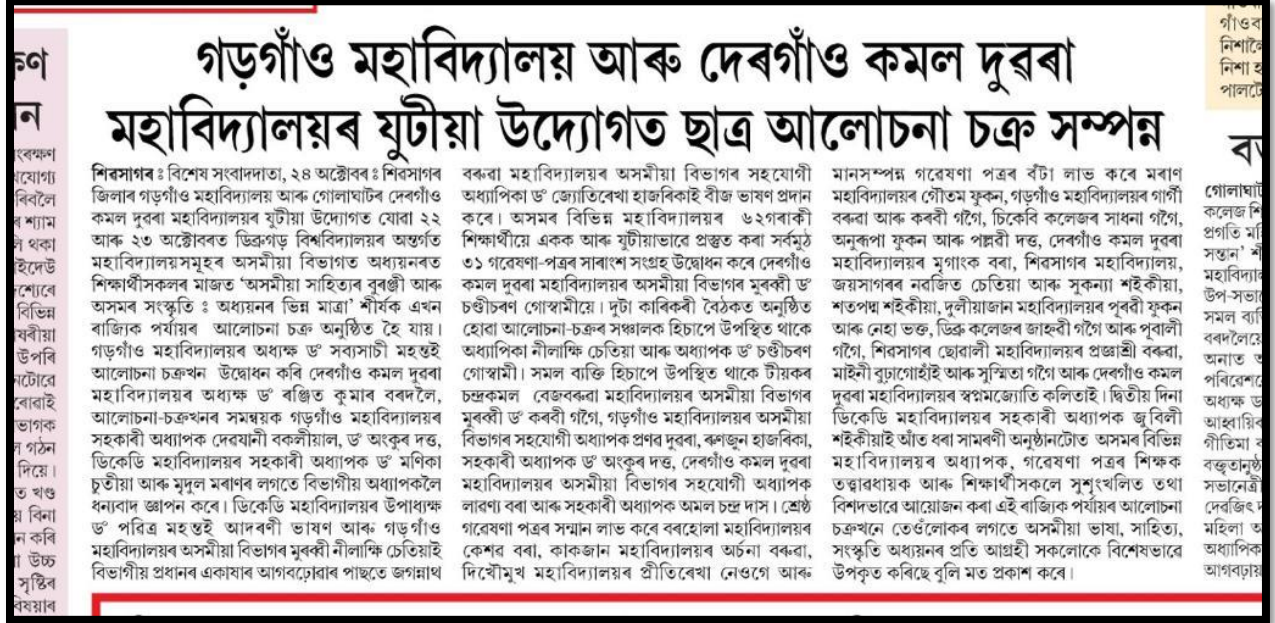 গড়গাঁও মহাবিদ্যালয় আৰু দেৰগাঁও কমল দুৱৰা
মহাবিদ্যালয়ৰ যুটীয়া উদ্যোগত ছাত্ৰ আলোচনা চক্ৰ সম্পন্ন
শিৱসাগৰ ঃ বিশেষ সংবাদদাতা, ২৪ অক্টোবৰ ঃ শিৱসাগৰ
জিলাৰ গড়গাঁও মহাবিদ্যালয় আৰু গোলাঘাটৰ দেৰগাঁও
কমল দুৱৰা মহাবিদ্যালয়ৰ যুটীয়া উদ্যোগত যোৱা ২২
আৰু ২৩ অক্টোবৰত ডিব্ৰুগড় বিশ্ববিদ্যালয়ৰ অন্তৰ্গত
মহাবিদ্যালয়সমূহৰ অসমীয়া বিভাগত অধ্যয়নৰত
শিক্ষাৰ্থীসকলৰ মাজত ‘অসমীয়া সাহিত্যৰ বুৰঞ্জী আৰু
অসমৰ সংস্কৃতি ঃ অধ্যয়নৰ ভিন্ন মাত্ৰা’ শীৰ্ষক এখন
ৰাজ্যিক পৰ্যায়ৰ আলোচনা চক্ৰ অনুষ্ঠিত হৈ যায়।
গড়গাঁও মহাবিদ্যালয়ৰ অধ্যক্ষ ড° সব্যসাচী মহন্তই
আলোচনা চক্ৰখন উদ্বোধন কৰি দেৰগাঁও কমল দুৱৰা
মহাবিদ্যালয়ৰ অধ্যক্ষ ড° ৰঞ্জিত কুমাৰ বৰদলৈ,
আলোচনা-চক্ৰখনৰ সমন্বয়ক গড়গাঁও মহাবিদ্যালয়ৰ
সহকাৰী অধ্যাপক দেৱযানী বকলীয়াল, ড° অংকুৰ দত্ত,
ডিকেডি মহাবিদ্যালয়ৰ সহকাৰী অধ্যাপক ড° মণিকা
চুতীয়া আৰু মৃদুল মৰাণৰ লগতে বিভাগীয় অধ্যাপকলৈ
ধন্যবাদ জ্ঞাপন কৰে। ডিকেডি মহাবিদ্যালয়ৰ উপাধ্যক্ষ
ড° পবিত্ৰ মহন্তই আদৰণী ভাষণ আৰু গড়গাঁও
মহাবিদ্যালয়ৰ অসমীয়া বিভাগৰ মুৰব্বী নীলাক্ষি চেতিয়াই
বিভাগীয় প্ৰধানৰ একাষাৰ আগবঢ়োৱাৰ পাছতে জগন্নাথ
বৰুৱা মহাবিদ্যালয়ৰ অসমীয়া বিভাগৰ সহযোগী
অধ্যাপিকা ড° জ্যোতিৰেখা হাজৰিকাই বীজ ভাষণ প্ৰদান
কৰে। অসমৰ বিভিন্ন মহাবিদ্যালয়ৰ ৬২গৰাকী
শিক্ষাৰ্থীয়ে একক আৰু যুটীয়াভাৱে প্ৰস্তুত কৰা সৰ্বমুঠ
৩১ গৱেষণা-পত্ৰৰ সাৰাংশ সংগ্ৰহ উদ্বোধন কৰে দেৰগাঁও
কমল দুৱৰা মহাবিদ্যালয়ৰ অসমীয়া বিভাগৰ মুৰব্বী ড°
চণ্ডীচৰণ গোস্বামীয়ে। দুটা কাৰিকৰী বৈঠকত অনুষ্ঠিত
হোৱা আলোচনা-চক্ৰৰ সঞ্চালক হিচাপে উপস্থিত থাকে
অধ্যাপিকা নীলাক্ষি চেতিয়া আৰু অধ্যাপক ড° চণ্ডীচৰণ
গোস্বামী। সমল ব্যক্তি হিচাপে উপস্থিত থাকে টীয়কৰ
চন্দ্ৰকমল বেজবৰুৱা মহাবিদ্যালয়ৰ অসমীয়া বিভাগৰ
মুৰব্বী ড° কৰবী গগৈ, গড়গাঁও মহাবিদ্যালয়ৰ অসমীয়া
বিভাগৰ সহযোগী অধ্যাপক প্ৰণৱ দুৱৰা, ৰুণজুন হাজৰিকা,
সহকাৰী অধ্যাপক ড° অংকুৰ দত্ত, দেৰগাঁও কমল দুৱৰা
মহাবিদ্যালয়ৰ অসমীয়া বিভাগৰ সহযোগী অধ্যাপক
লাৱণ্য বৰা আৰু সহকাৰী অধ্যাপক অমল চন্দ্ৰ দাস। শ্ৰেষ্ঠ
গৱেষণা পত্ৰৰ সন্মান লাভ কৰে বৰহোলা মহাবিদ্যালয়ৰ
কেশৱ বৰা, কাকজান মহাবিদ্যালয়ৰ অৰ্চনা বৰুৱা,
দিখৌমুখ মহাবিদ্যালয়ৰ প্ৰীতিৰেখা নেওগে আৰু
মানসম্পন্ন গৱেষণা পত্ৰৰ বঁটা লাভ কৰে মৰাণ
মহাবিদ্যালয়ৰ গৌতম ফুকন, গড়গাঁও মহাবিদ্যালয়ৰ গাৰ্গী
বৰুৱা আৰু কৰবী গগৈ, চিকেবি কলেজৰ সাধনা গগৈ,
অনুৰূপা ফুকন আৰু পল্লৱী দত্ত, দেৰগাঁও কমল দুৱৰা
মহাবিদ্যালয়ৰ মৃগাংক বৰা, শিৱসাগৰ মহাবিদ্যালয়,
জয়সাগৰৰ নৱজিত চেতিয়া আৰু সুকন্যা শইকীয়া,
শতপদ্ম শইকীয়া, দুলীয়াজান মহাবিদ্যালয়ৰ পূৰবী ফুকন
আৰু নেহা ভক্ত, ডিব্ৰু কলেজৰ জাহ্নবী গগৈ আৰু পূবালী
গগৈ, শিৱসাগৰ ছোৱালী মহাবিদ্যালয়ৰ প্ৰজ্ঞাশ্ৰী বৰুৱা,
মাইনী বুঢ়াগোহাঁই আৰু সুস্মিতা গগৈ আৰু দেৰগাঁও কমল
দুৱৰা মহাবিদ্যালয়ৰ স্বপ্নজ্যোতি কলিতাই। দ্বিতীয় দিনা
ডিকেডি মহাবিদ্যালয়ৰ সহকাৰী অধ্যাপক জুবিলী
শইকীয়াই আঁত ধৰা সামৰণী অনুষ্ঠানটোত অসমৰ বিভিন্ন
মহাবিদ্যালয়ৰ অধ্যাপক, গৱেষণা পত্ৰৰ শিক্ষক
তত্ত্বাৱধায়ক আৰু শিক্ষাৰ্থীসকলে সুশৃংখলিত তথা
বিশদভাৱে আয়োজন কৰা এই ৰাজ্যিক পৰ্যায়ৰ আলোচনা
চক্ৰখনে তেওঁলোকৰ লগতে অসমীয়া ভাষা, সাহিত্য,
সংস্কৃতি অধ্যয়নৰ প্ৰতি আগ্ৰহী সকলোকে বিশেষভাৱে
উপকৃত কৰিছে বুলি মত প্ৰকাশ কৰে।